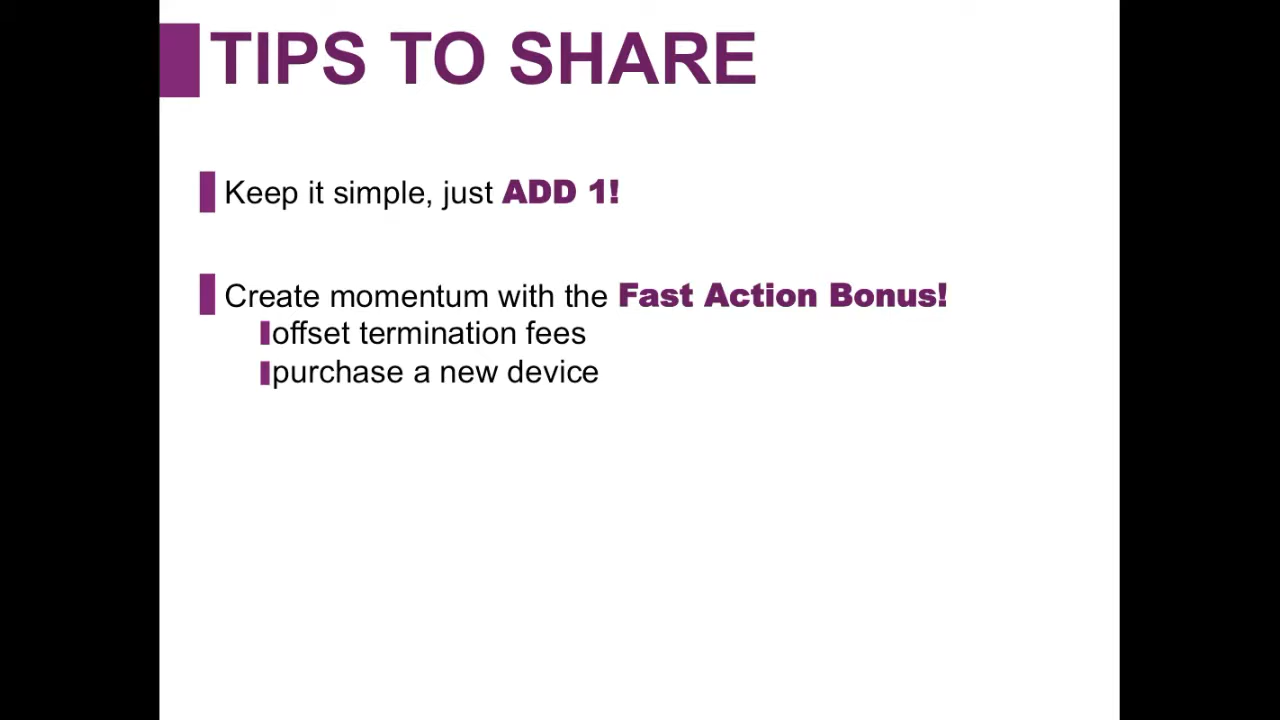 TIPS TO SHARE
Keep it simple, just ADD 1!
Create momentum with the Fast Action Bonus!
offset termination fees
purchase a new device